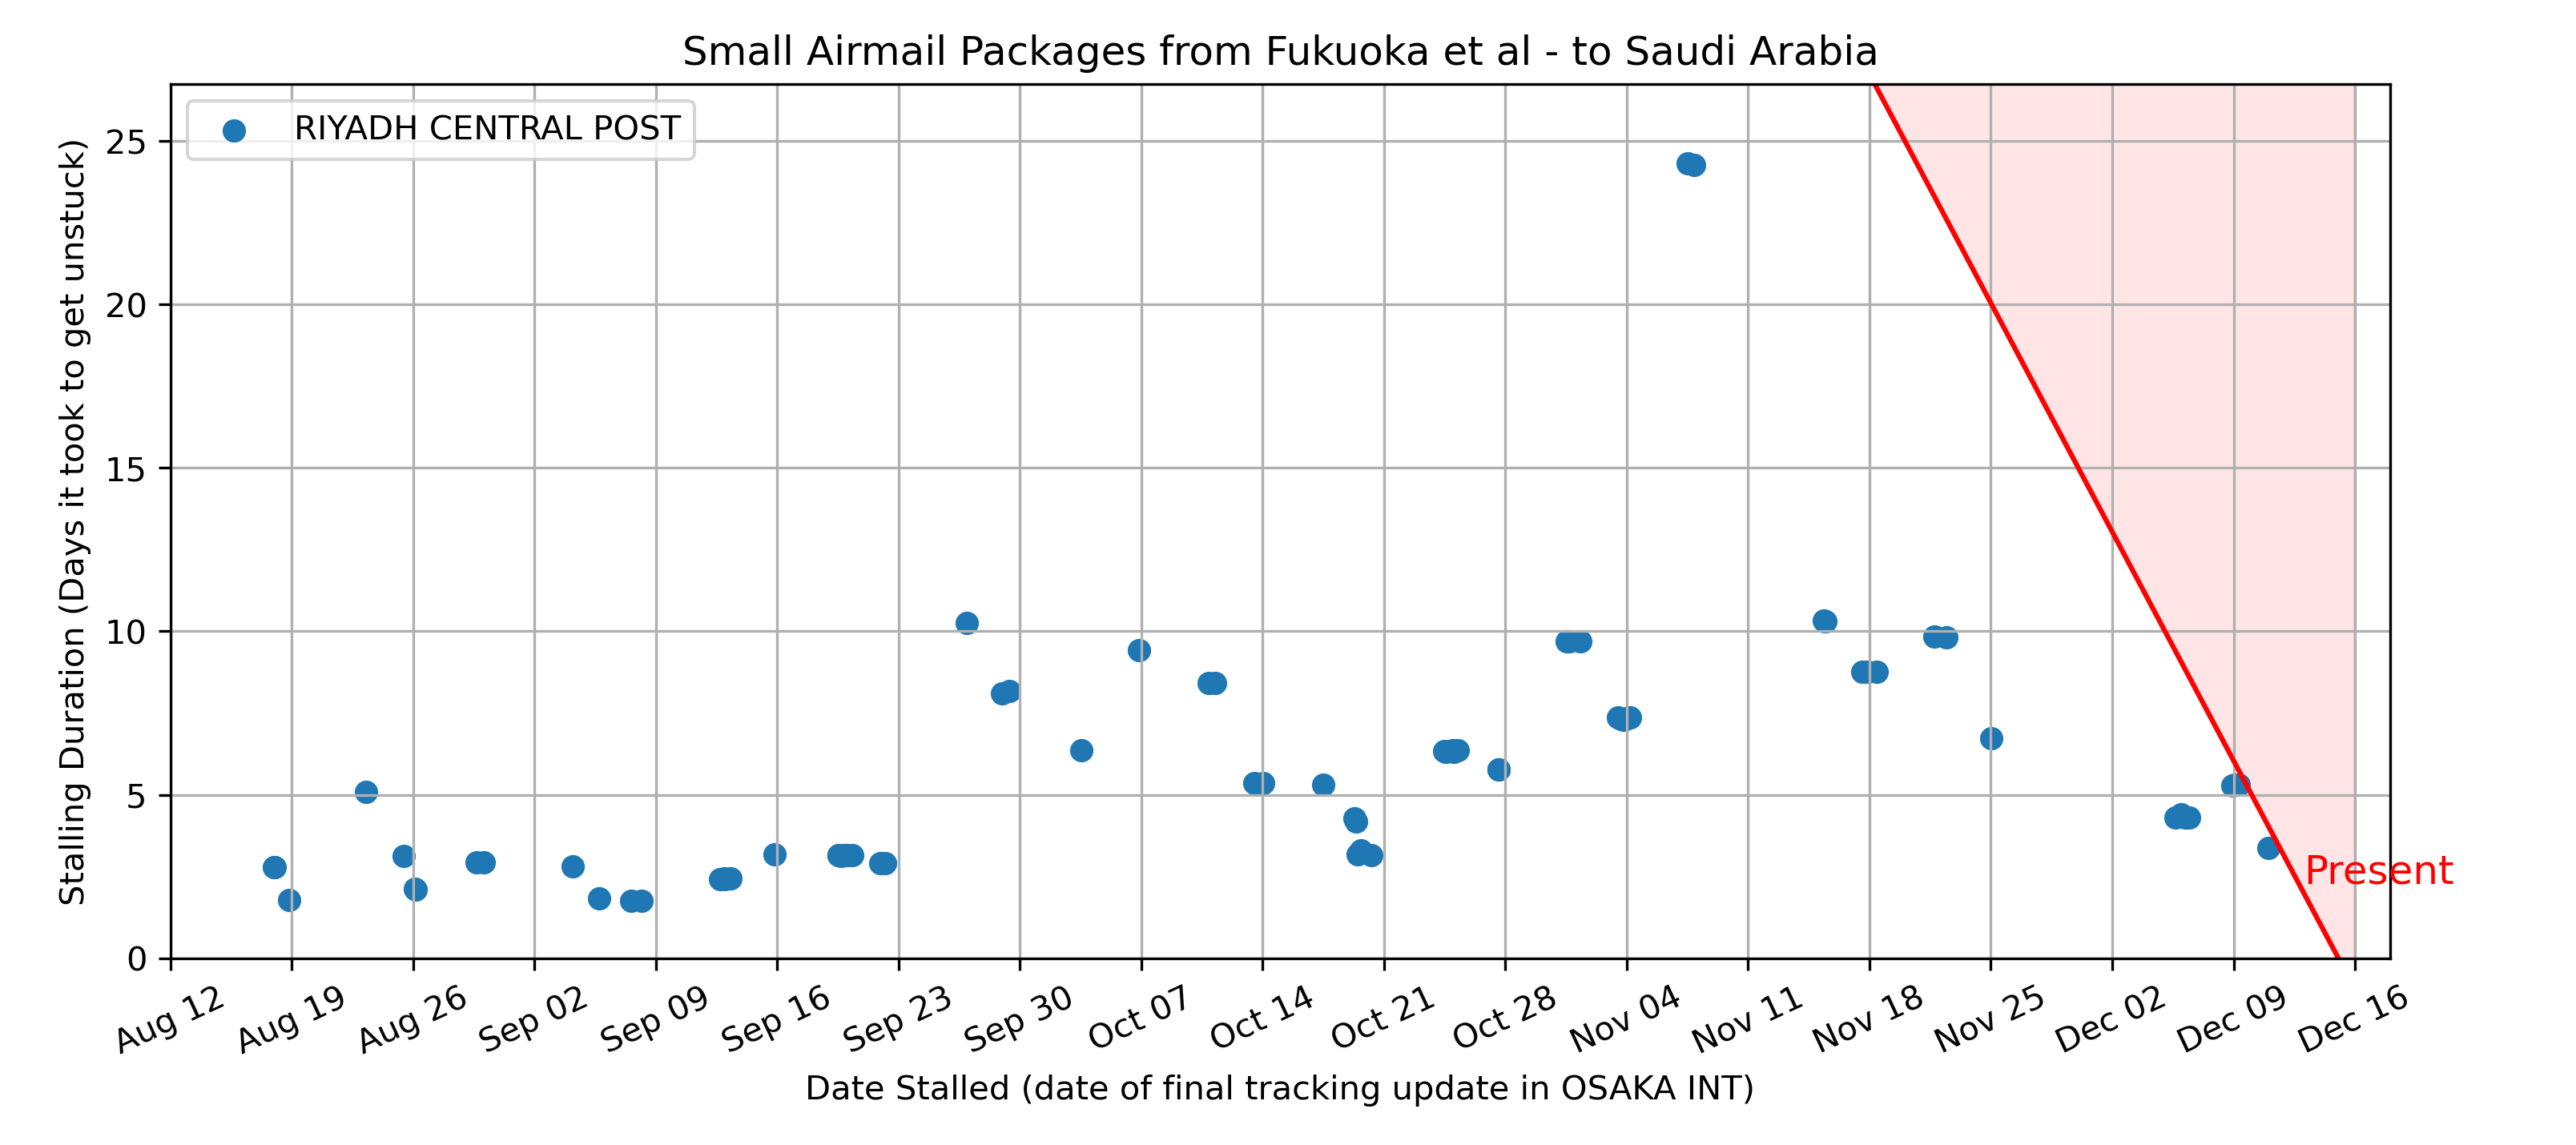 Small Airmail Packages from Fukuoka et al - to Saudi Arabia
RIYADH CENTRAL POST
Stalling Duration (Days it took to get unstuck)
25
20
15
10
5
0
Present
Aug 12
Aug 19
Aug 26
Sep 02
Sep 09
Sep 16
Sep 23
Sep 30
Oct 07
Oct 14
Oct 21
Oct 28
Nov 04
Nov 11
Nov 18
Nov 25
Dec 02
Dec 09
Dec 16
Date Stalled (date of final tracking update in OSAKA INT)